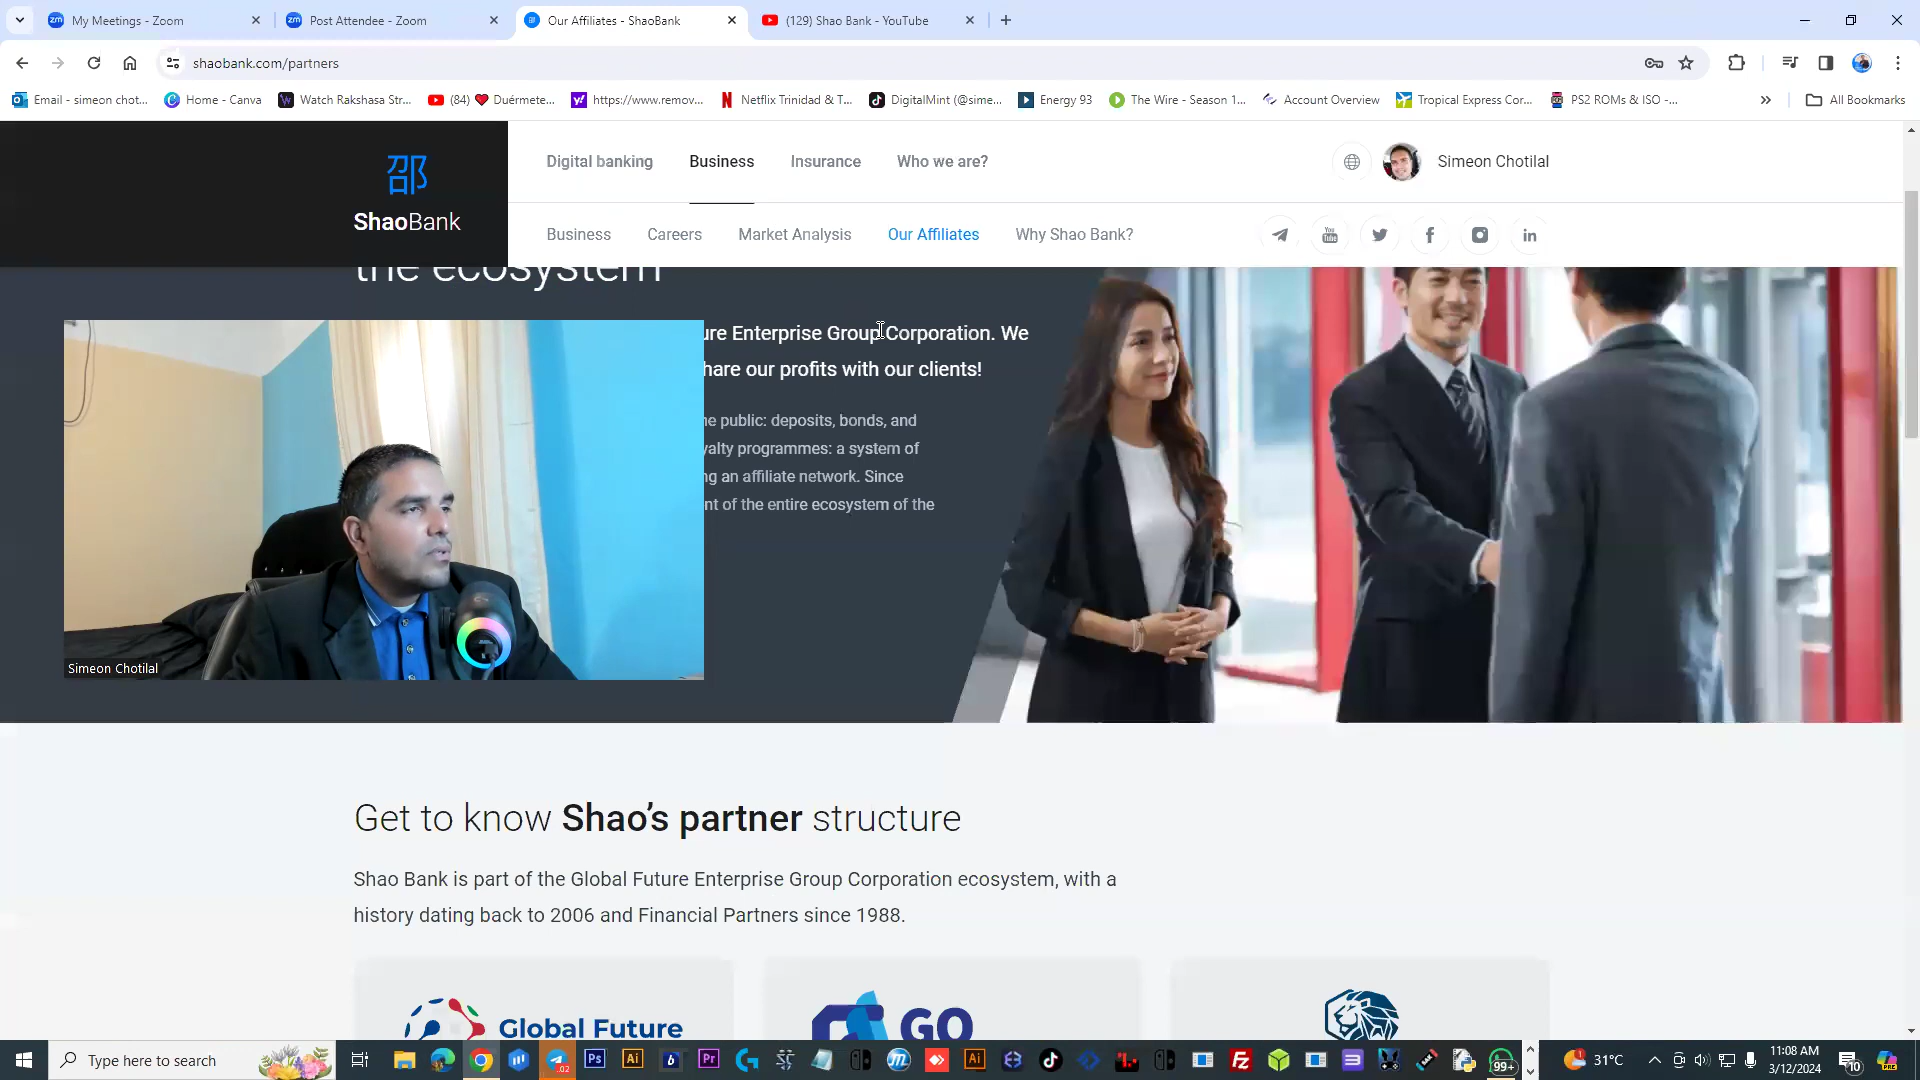 My Meetings - Zoom
Post Attendee - Zoom
Our Affiliates - ShaoBank
(129) Shao Bank - YouTube
shaobank.com/partners
Email - simeon chot...
Home - Canva
Watch Rakshasa Str...
(84) ❤ Duérmete...
https://www.remov...
Netflix Trinidad & T...
DigitalMint (@sime...
Energy 93
The Wire - Season 1...
Account Overview
Tropical Express Cor...
PS2 ROMs & ISO -...
All Bookmarks
邵
ShaoBank
Digital banking
Business
Insurance
Who we are?
Simeon Chotilal
Business
Careers
Market Analysis
Our Affiliates
Why Shao Bank?
the ecosystem
ure Enterprise Group Corporation. We
hare our profits with our clients!
he public: deposits, bonds, and
yalty programmes: a system of
ng an affiliate network. Since
nt of the entire ecosystem of the
Simeon Chotilal
Get to know Shao's partner structure
Shao Bank is part of the Global Future Enterprise Group Corporation ecosystem, with a
history dating back to 2006 and Financial Partners since 1988.
Global Future
GO
Type here to search
31°C
11:08 AM
3/12/2024